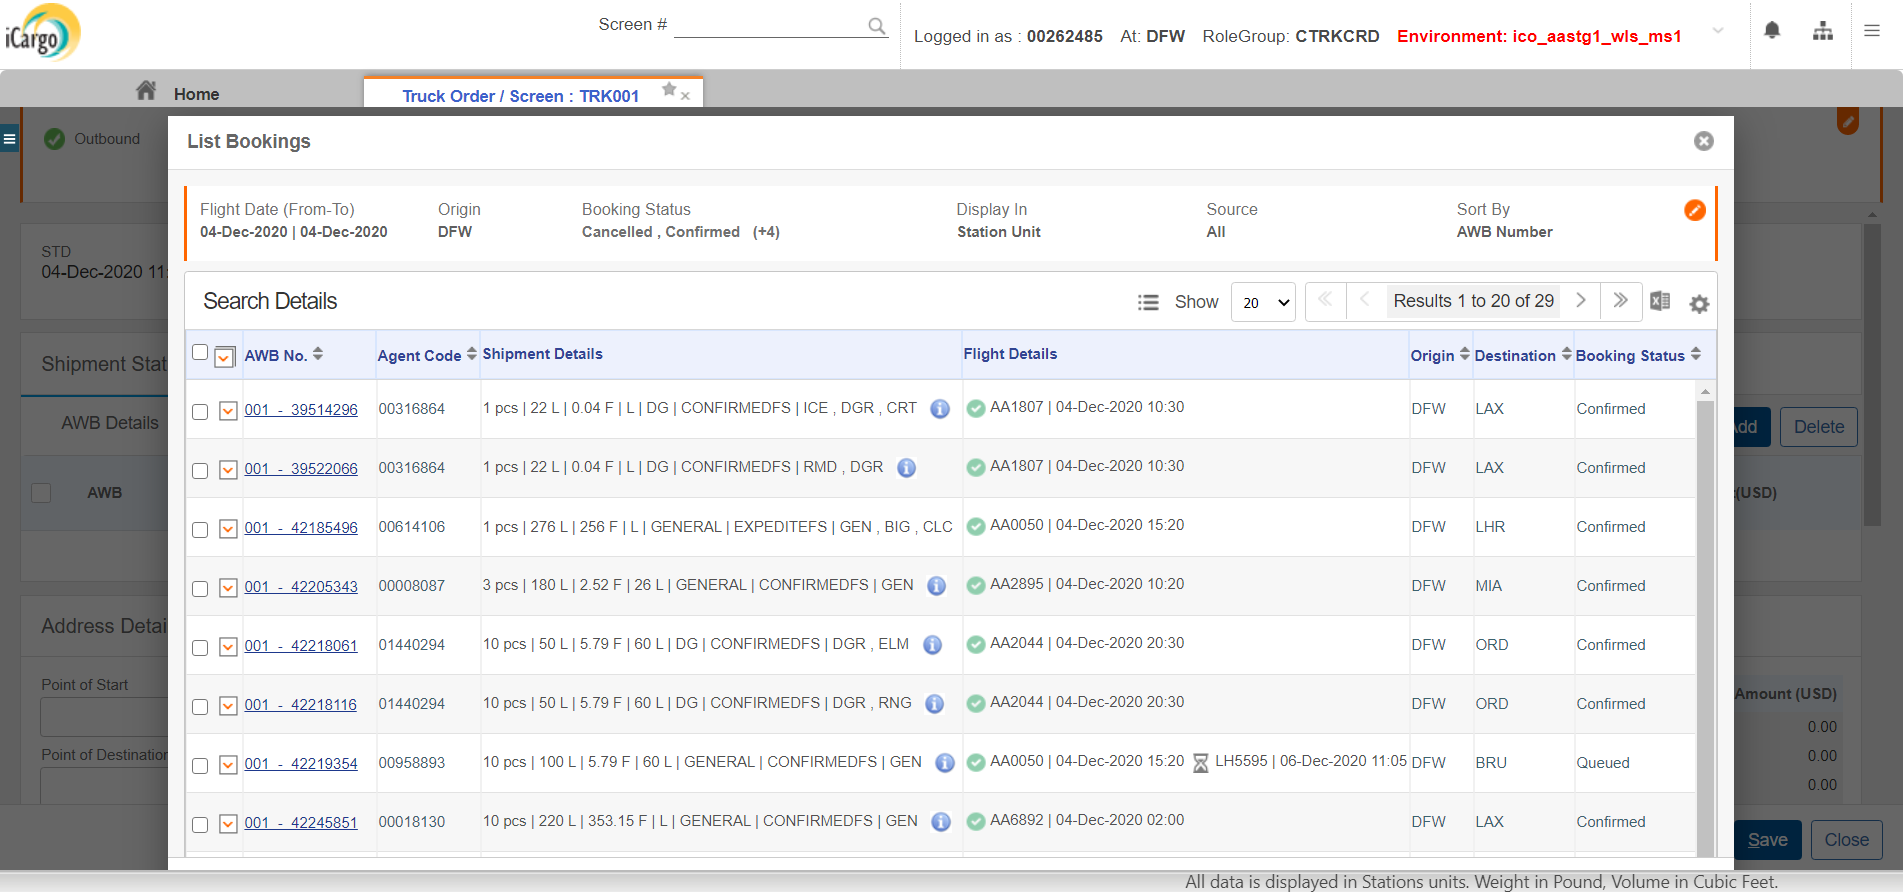 iCargo
Screen #
Logged in as : 00262485 At: DFW RoleGroup: CTRKCRD Environment: ico_aastg1_wls_ms1
Home
Truck Order / Screen : TRK001
Outbound
List Bookings
Flight Date (From-To) Origin Booking Status Display In Source Sort By
04-Dec-2020 | 04-Dec-2020 DFW Cancelled , Confirmed (+4) Station Unit All AWB Number
STD
04-Dec-2020 11:
Search Details
Show 20 Results 1 to 20 of 29
AWB No. Agent Code Shipment Details Flight Details Origin Destination Booking Status
Shipment Stat
001 - 39514296 00316864 1 pcs | 22 L | 0.04 F | L | DG | CONFIRMEDFS | ICE , DGR , CRT AA1807 | 04-Dec-2020 10:30 DFW LAX Confirmed
AWB Details
dd Delete
001 - 39522066 00316864 1 pcs | 22 L | 0.04 F | L | DG | CONFIRMEDFS | RMD , DGR AA1807 | 04-Dec-2020 10:30 DFW LAX Confirmed
AWB
(USD)
001 - 42185496 00614106 1 pcs | 276 L | 256 F | L | GENERAL | EXPEDITEFS | GEN , BIG , CLC AA0050 | 04-Dec-2020 15:20 DFW LHR Confirmed
001 - 42205343 00008087 3 pcs | 180 L | 2.52 F | 26 L | GENERAL | CONFIRMEDFS | GEN AA2895 | 04-Dec-2020 10:20 DFW MIA Confirmed
Address Detai
001 - 42218061 01440294 10 pcs | 50 L | 5.79 F | 60 L | DG | CONFIRMEDFS | DGR , ELM AA2044 | 04-Dec-2020 20:30 DFW ORD Confirmed
Point of Start
Amount (USD)
001 - 42218116 01440294 10 pcs | 50 L | 5.79 F | 60 L | DG | CONFIRMEDFS | DGR , RNG AA2044 | 04-Dec-2020 20:30 DFW ORD Confirmed
0.00
Point of Destination
0.00
001 - 42219354 00958893 10 pcs | 100 L | 5.79 F | 60 L | GENERAL | CONFIRMEDFS | GEN AA0050 | 04-Dec-2020 15:20 LH5595 | 06-Dec-2020 11:05 DFW BRU Queued
0.00
001 - 42245851 00018130 10 pcs | 220 L | 353.15 F | L | GENERAL | CONFIRMEDFS | GEN AA6892 | 04-Dec-2020 02:00 DFW LAX Confirmed
Save Close
All data is displayed in Stations units. Weight in Pound, Volume in Cubic Feet.